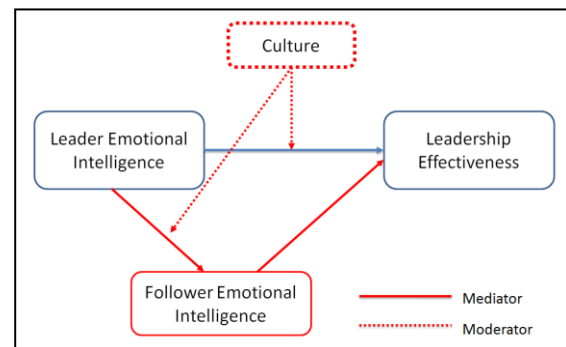 Culture
Leader Emotional
Intelligence
Leadership
Effectiveness
Follower Emotional
Intelligence
Mediator
Moderator